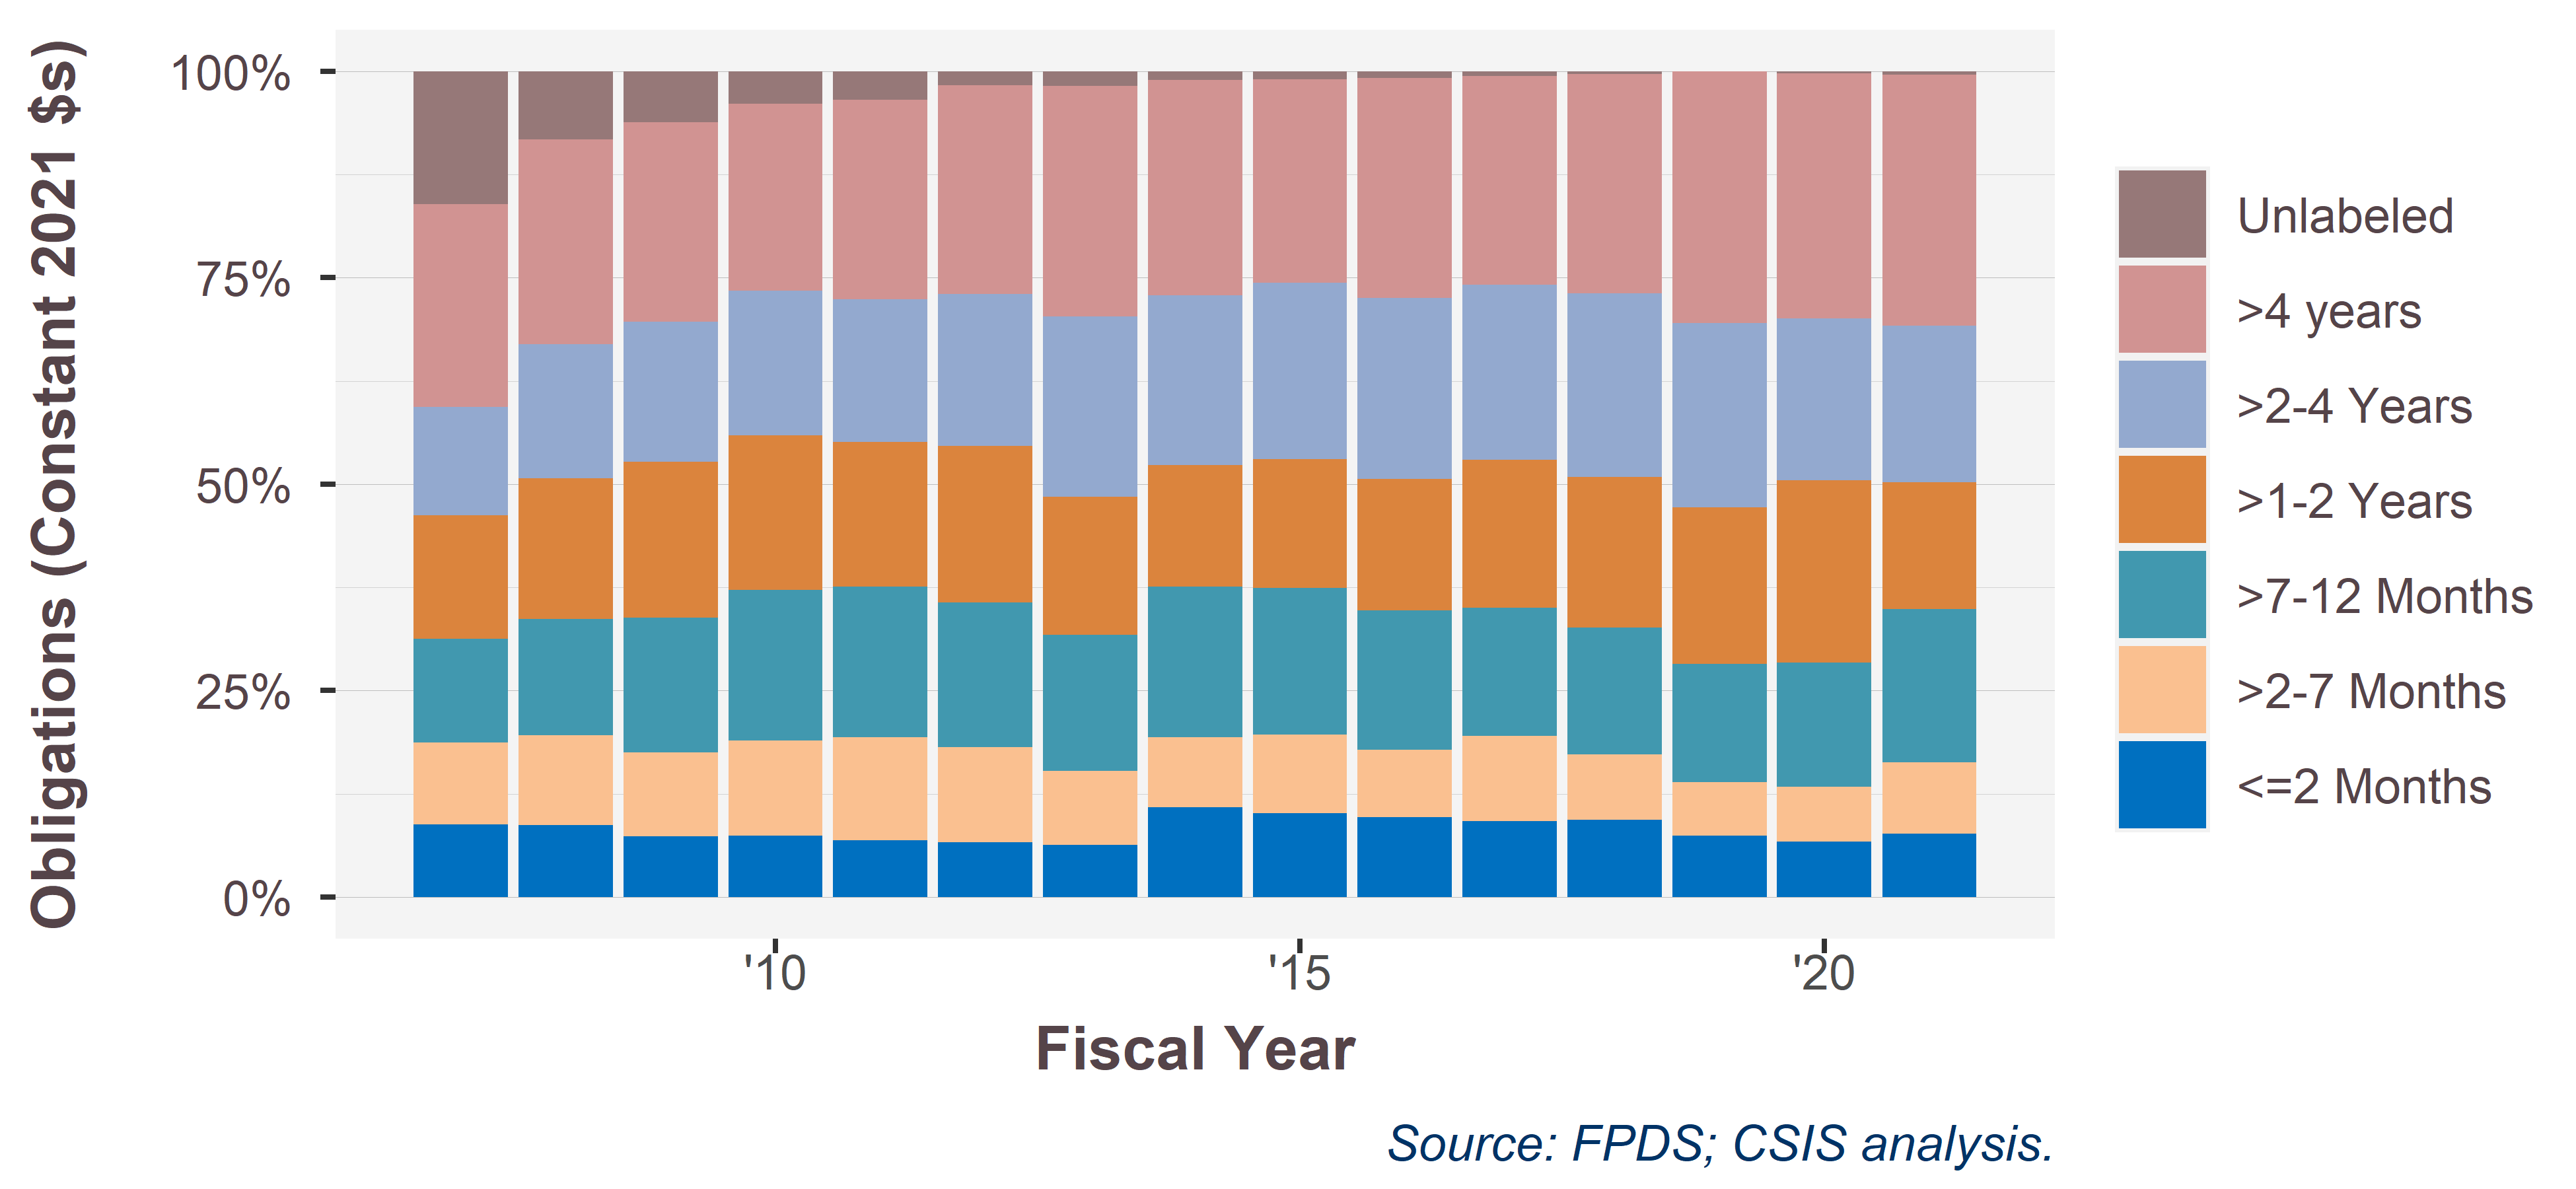 Obligations (Constant 2021 $s)
100%
75%
50%
25%
0%
'10
'15
'20
Fiscal Year
Unlabeled
>4 years
>2-4 Years
>1-2 Years
>7-12 Months
>2-7 Months
<=2 Months
Source: FPDS; CSIS analysis.